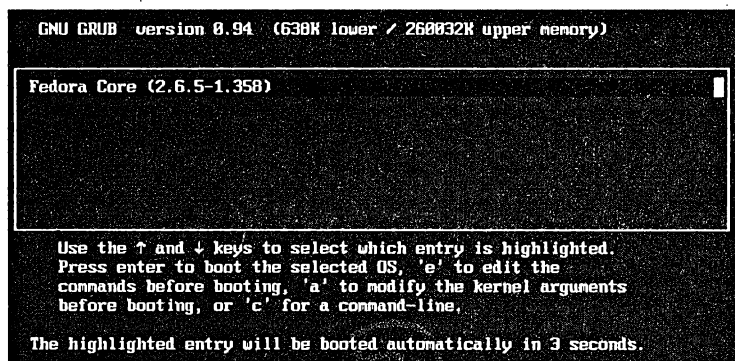 GNU GRUB version 0.94 (638K lower / 260032K upper memory)
Fedora Core (2.6.5-1.358)
Use the ↑ and ↓ keys to select which entry is highlighted.
Press enter to boot the selected OS, 'e' to edit the
commands before booting, 'a' to modify the kernel arguments
before booting, or 'c' for a command-line.
The highlighted entry will be booted automatically in 3 seconds.